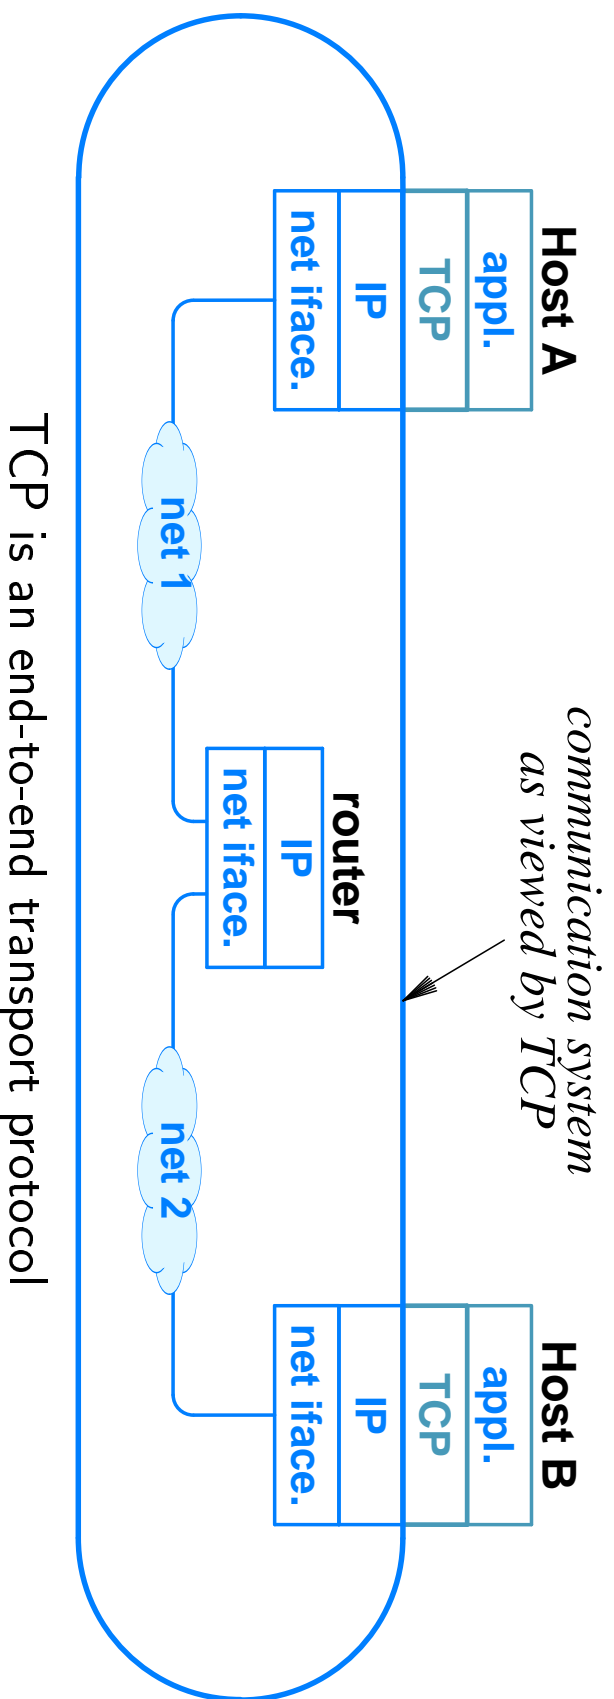 communication system
as viewed by TCP
Host A
appl.
TCP
IP
net iface.
router
IP
net iface.
Host B
appl.
TCP
IP
net iface.
net 1
net 2
TCP is an end-to-end transport protocol